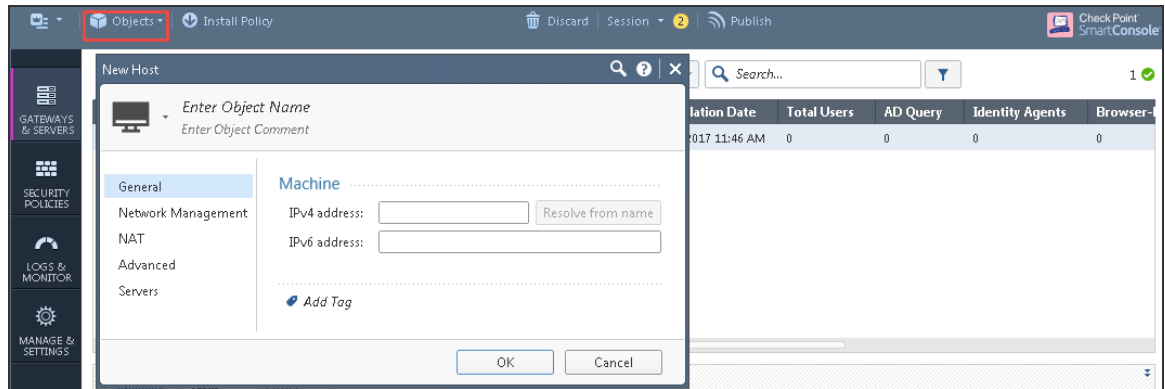 Objects Install Policy Discard Session 2 Publish Check Point
SmartConsole
New Host
Search... 1
Enter Object Name
Enter Object Comment
lation Date Total Users AD Query Identity Agents Browser-
2017 11:46 AM 0 0 0 0
GATEWAYS
& SERVERS
SECURITY
POLICIES
LOGS &
MONITOR
MANAGE &
SETTINGS
General
Network Management
NAT
Advanced
Servers
Machine
IPv4 address: Resolve from name
IPv6 address:
Add Tag
OK Cancel